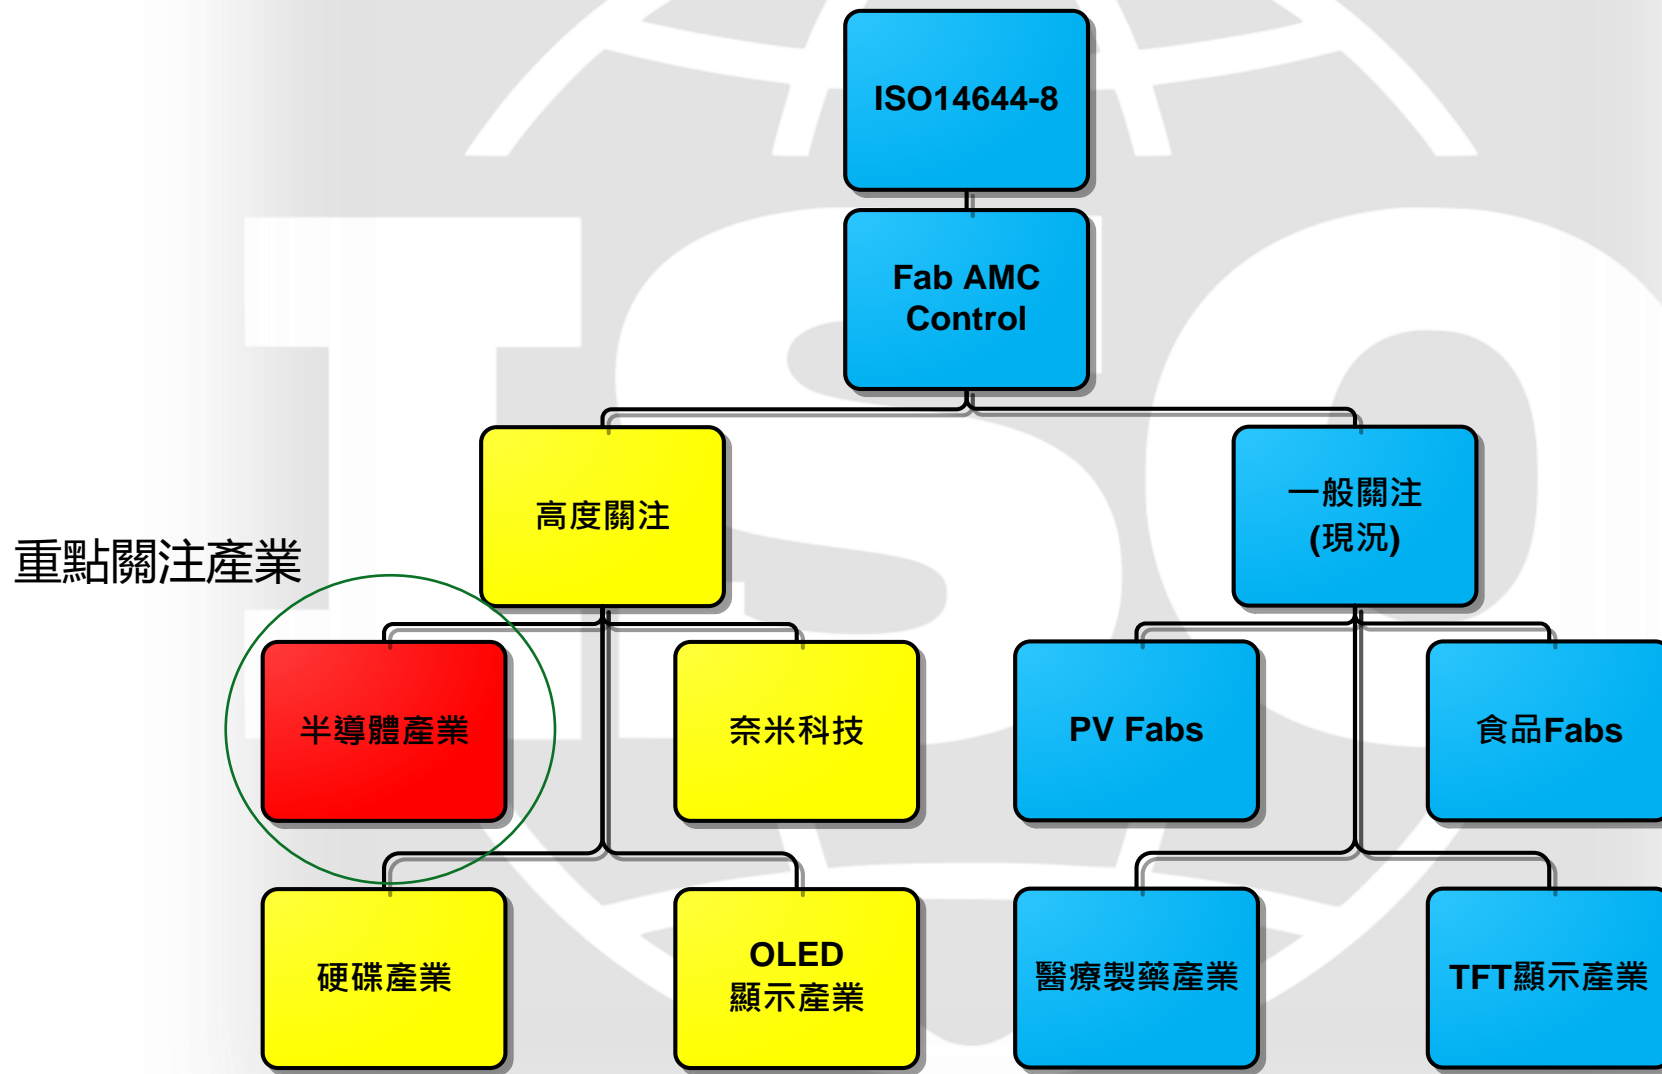 ISO14644-8
Fab AMC
Control
高度關注
一般關注
(現況)
重點關注產業
半導體產業
奈米科技
PV Fabs
食品Fabs
硬碟產業
OLED
顯示產業
醫療製藥產業
TFT顯示產業
ISO